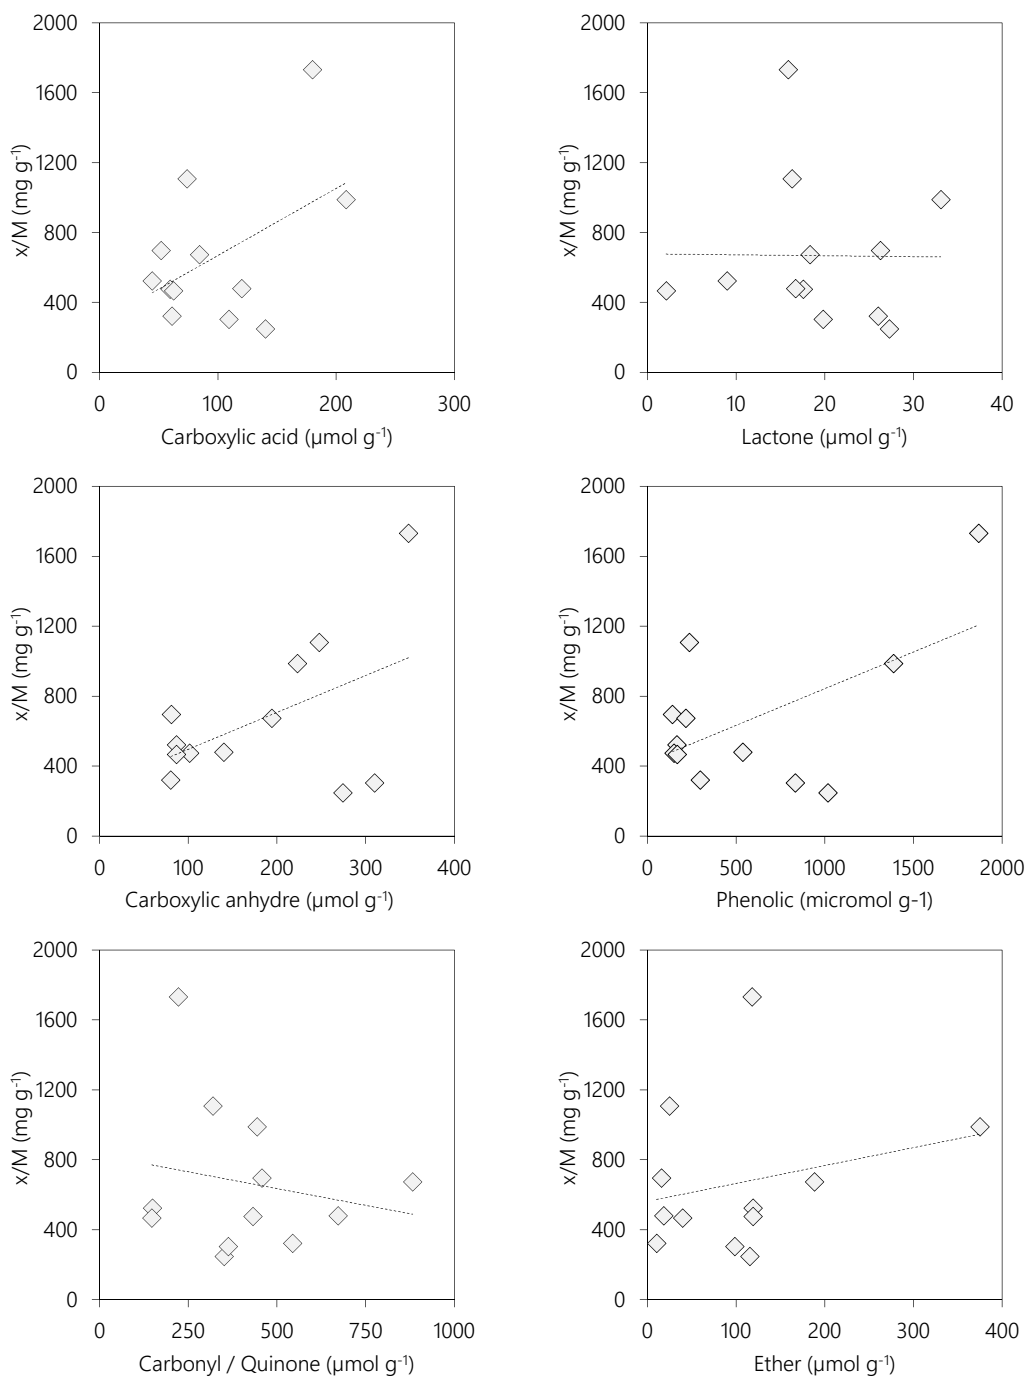 2000
1600
1200
800
400
0
x/M (mg g-1)
0 100 200 300
Carboxylic acid (µmol g-1)
2000
1600
1200
800
400
0
x/M (mg g-1)
0 10 20 30 40
Lactone (µmol g-1)
2000
1600
1200
800
400
0
x/M (mg g-1)
0 100 200 300 400
Carboxylic anhydre (µmol g-1)
2000
1600
1200
800
400
0
x/M (mg g-1)
0 500 1000 1500 2000
Phenolic (micromol g-1)
2000
1600
1200
800
400
0
x/M (mg g-1)
0 250 500 750 1000
Carbonyl / Quinone (µmol g-1)
2000
1600
1200
800
400
0
x/M (mg g-1)
0 100 200 300 400
Ether (µmol g-1)